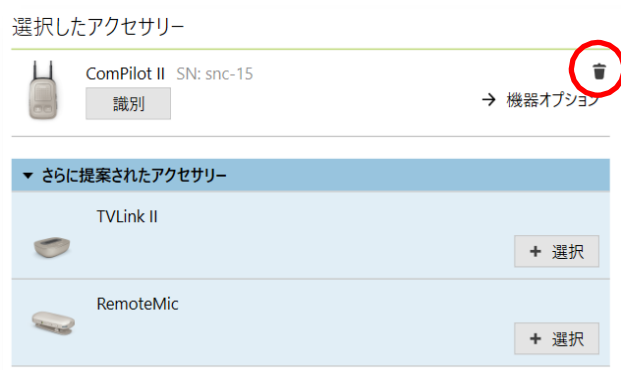 選択したアクセサリー
ComPilot II SN: snc-15
識別
→ 機器オプション
▼ さらに提案されたアクセサリー
TVLink II
+ 選択
RemoteMic
+ 選択